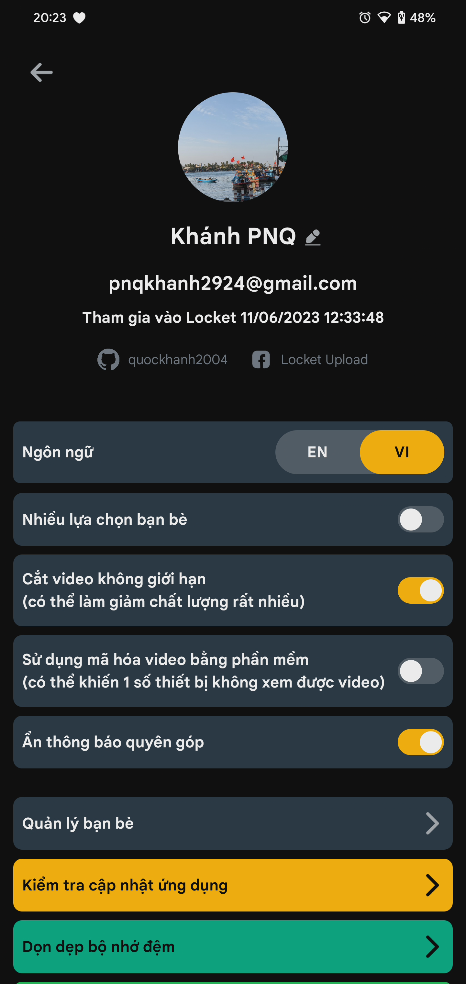 20:23
48%
Khánh PNQ
pnqkhanh2924@gmail.com
Tham gia vào Locket 11/06/2023 12:33:48
quockhanh2004
Locket Upload
Ngôn ngữ
EN
VI
Nhiều lựa chọn bạn bè
Cắt video không giới hạn
(có thể làm giảm chất lượng rất nhiều)
Sử dụng mã hóa video bằng phần mềm
(có thể khiến 1 số thiết bị không xem được video)
Ẩn thông báo quyên góp
Quản lý bạn bè
Kiểm tra cập nhật ứng dụng
Dọn dẹp bộ nhớ đệm